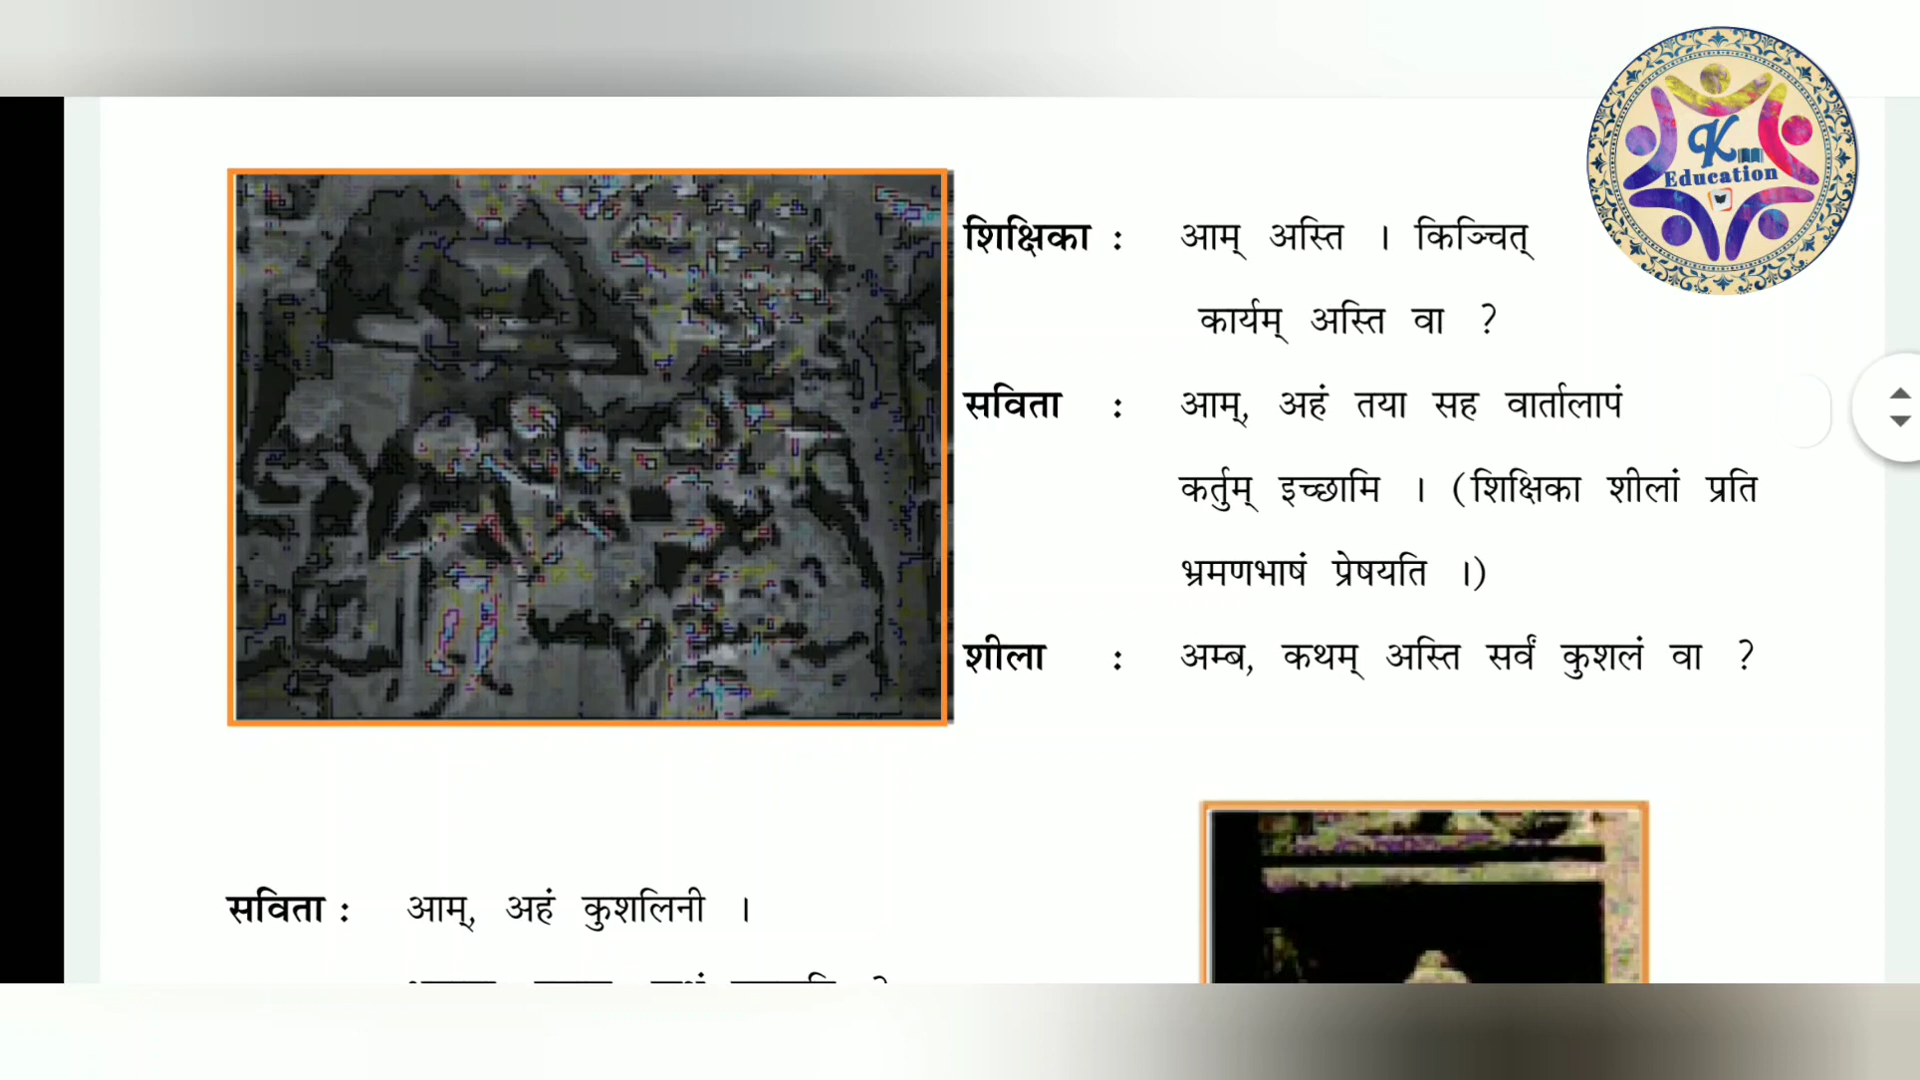 K
Education
शिक्षिका : आम् अस्ति । किञ्चित्
कार्यम् अस्ति वा ?
सविता : आम्, अहं तया सह वार्तालापं
कर्तुम् इच्छामि । (शिक्षिका शीलां प्रति
भ्रमणभाषं प्रेषयति ।)
शीला : अम्ब, कथम् अस्ति सर्वं कुशलं वा ?
सविता : आम्, अहं कुशलिनी ।